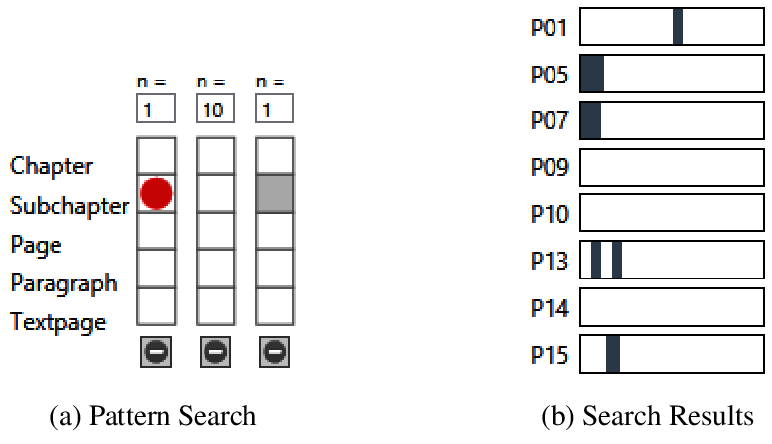 n = n = n =
1 10 1
Chapter
Subchapter
Page
Paragraph
Textpage
(a) Pattern Search
P01
P05
P07
P09
P10
P13
P14
P15
(b) Search Results